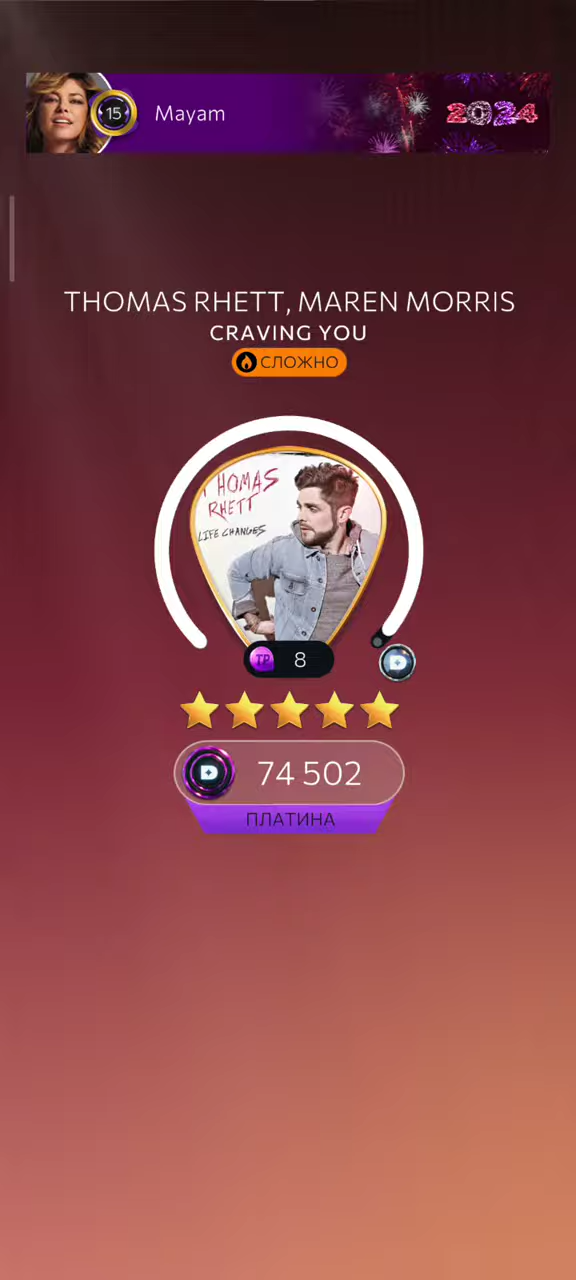 15 Mayam 2024
THOMAS RHETT, MAREN MORRIS
CRAVING YOU
СЛОЖНО
THOMAS
RHETT
LIFE CHANGES
TP 8
D
74 502
ПЛАТИНА